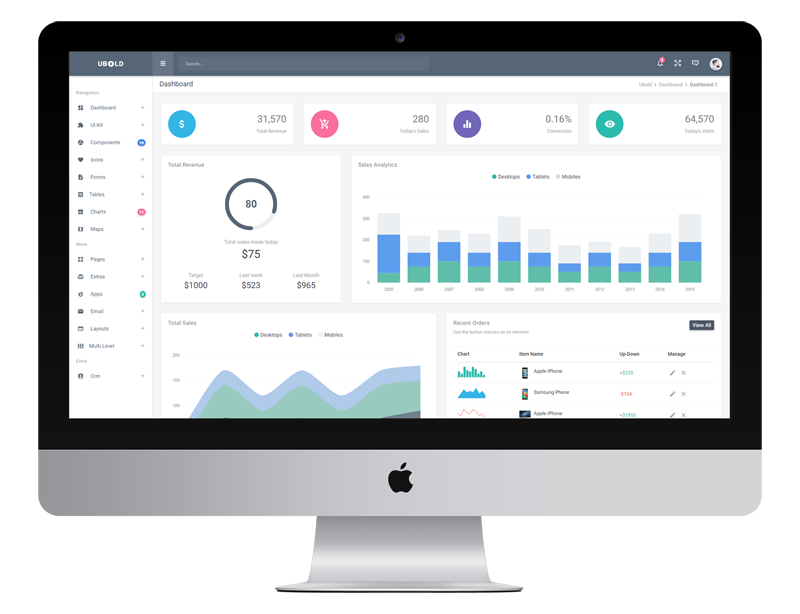 UBOLD
Search...
Navigation
Dashboard
UI Kit
Components
Icons
Forms
Tables
Charts
Maps
More
Pages
Extras
Apps
Email
Layouts
Multi Level
Extra
Crm
Dashboard
Ubold > Dashboard > Dashboard 1
$
31,570
Total Revenue
280
Today's Sales
0.16%
Conversion
64,570
Today's Visits
Total Revenue
80
Total sales made today
$75
Target Last week Last Month
$1000 $523 $965
Sales Analytics
Desktops Tablets Mobiles
400
300
200
100
0
2005 2006 2007 2008 2009 2010 2011 2012 2013 2014 2015
Total Sales
Desktops Tablets Mobiles
200
150
100
Recent Orders
Use the button classes on an element.
View All
Chart Item Name Up-Down Manage
Apple iPhone +$230
Samsung Phone -$154
Apple iPhone +$1850